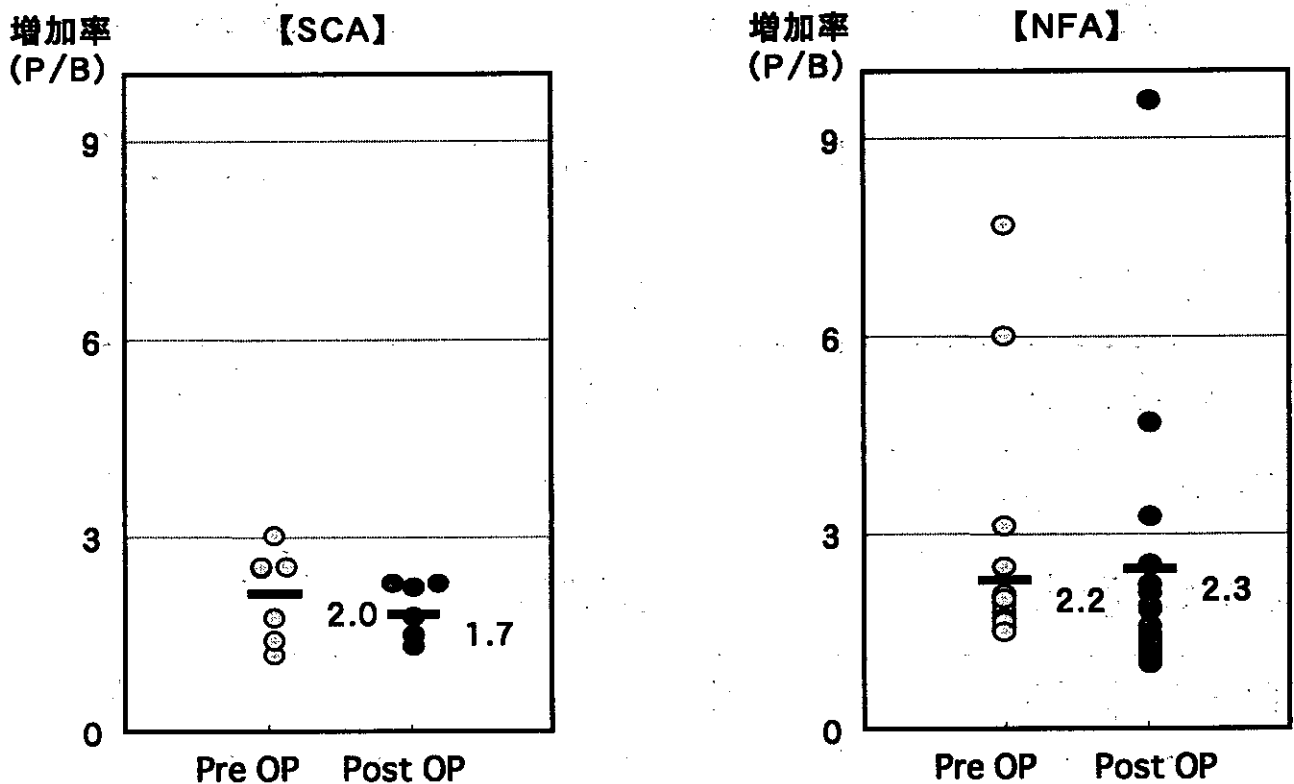 増加率
(P/B)
【SCA】
9
6
3
0
2.0
1.7
Pre OP Post OP
増加率
(P/B)
【NFA】
9
6
3
0
2.2
2.3
Pre OP Post OP